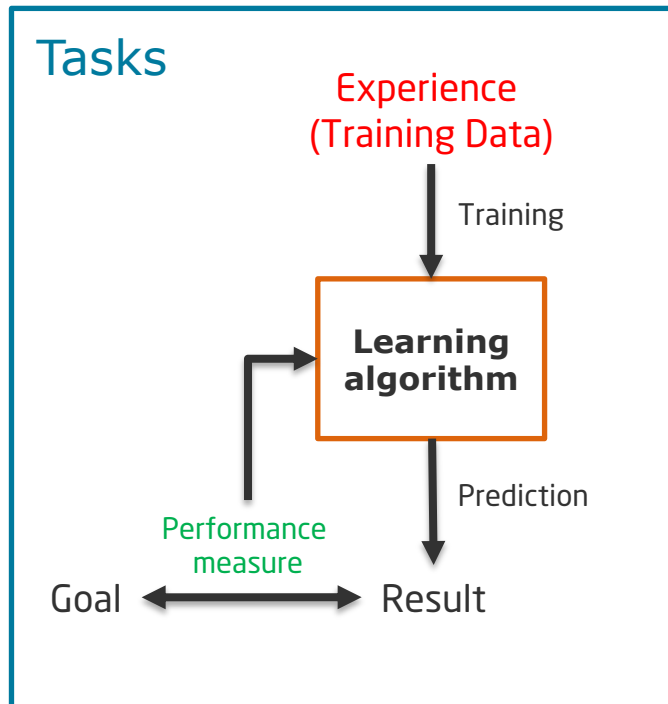 Tasks
Experience
(Training Data)
Training
Learning
algorithm
Prediction
Performance
measure
Goal
Result